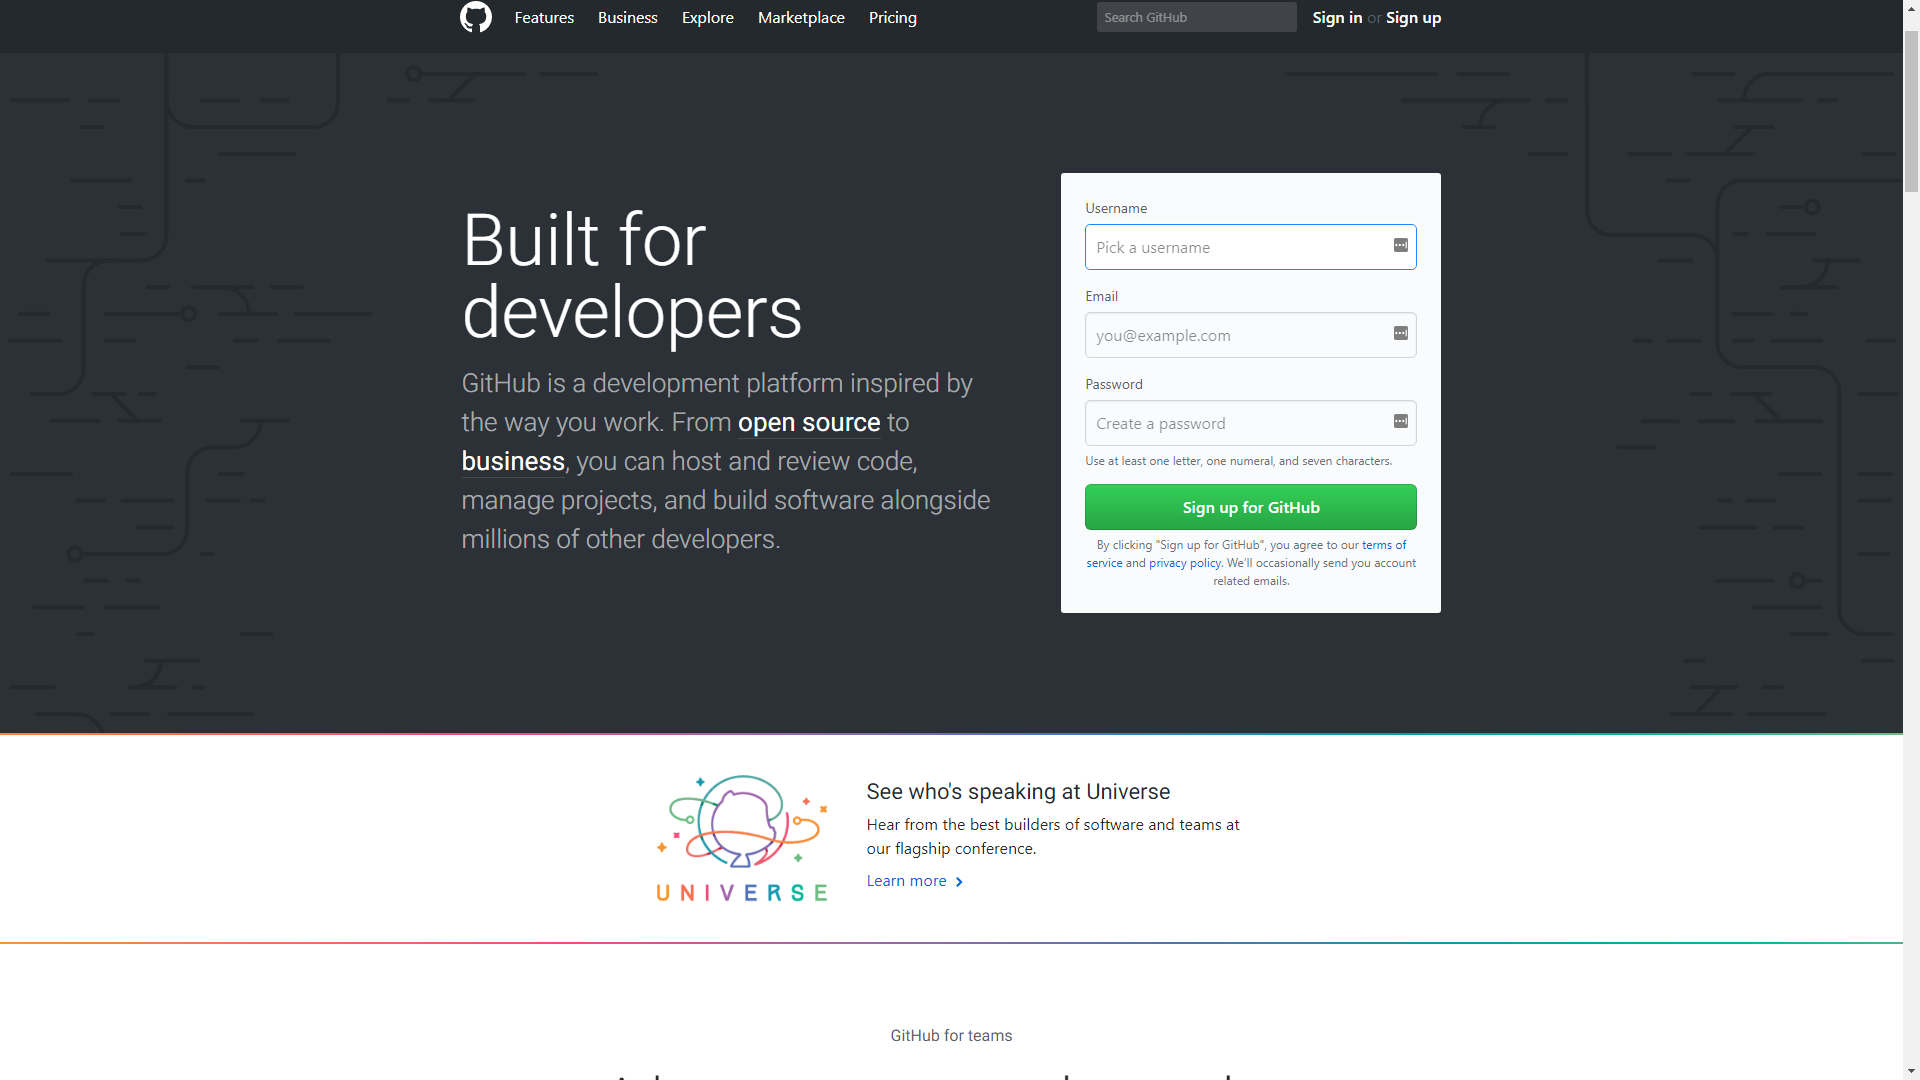 Features Business Explore Marketplace Pricing Search GitHub Sign in or Sign up
Built for
developers
GitHub is a development platform inspired by
the way you work. From open source to
business, you can host and review code,
manage projects, and build software alongside
millions of other developers.
Username
Pick a username
Email
you@example.com
Password
Create a password
Use at least one letter, one numeral, and seven characters.
Sign up for GitHub
By clicking "Sign up for GitHub", you agree to our terms of
service and privacy policy. We'll occasionally send you account
related emails.
UNIVERSE
See who's speaking at Universe
Hear from the best builders of software and teams at
our flagship conference.
Learn more
GitHub for teams